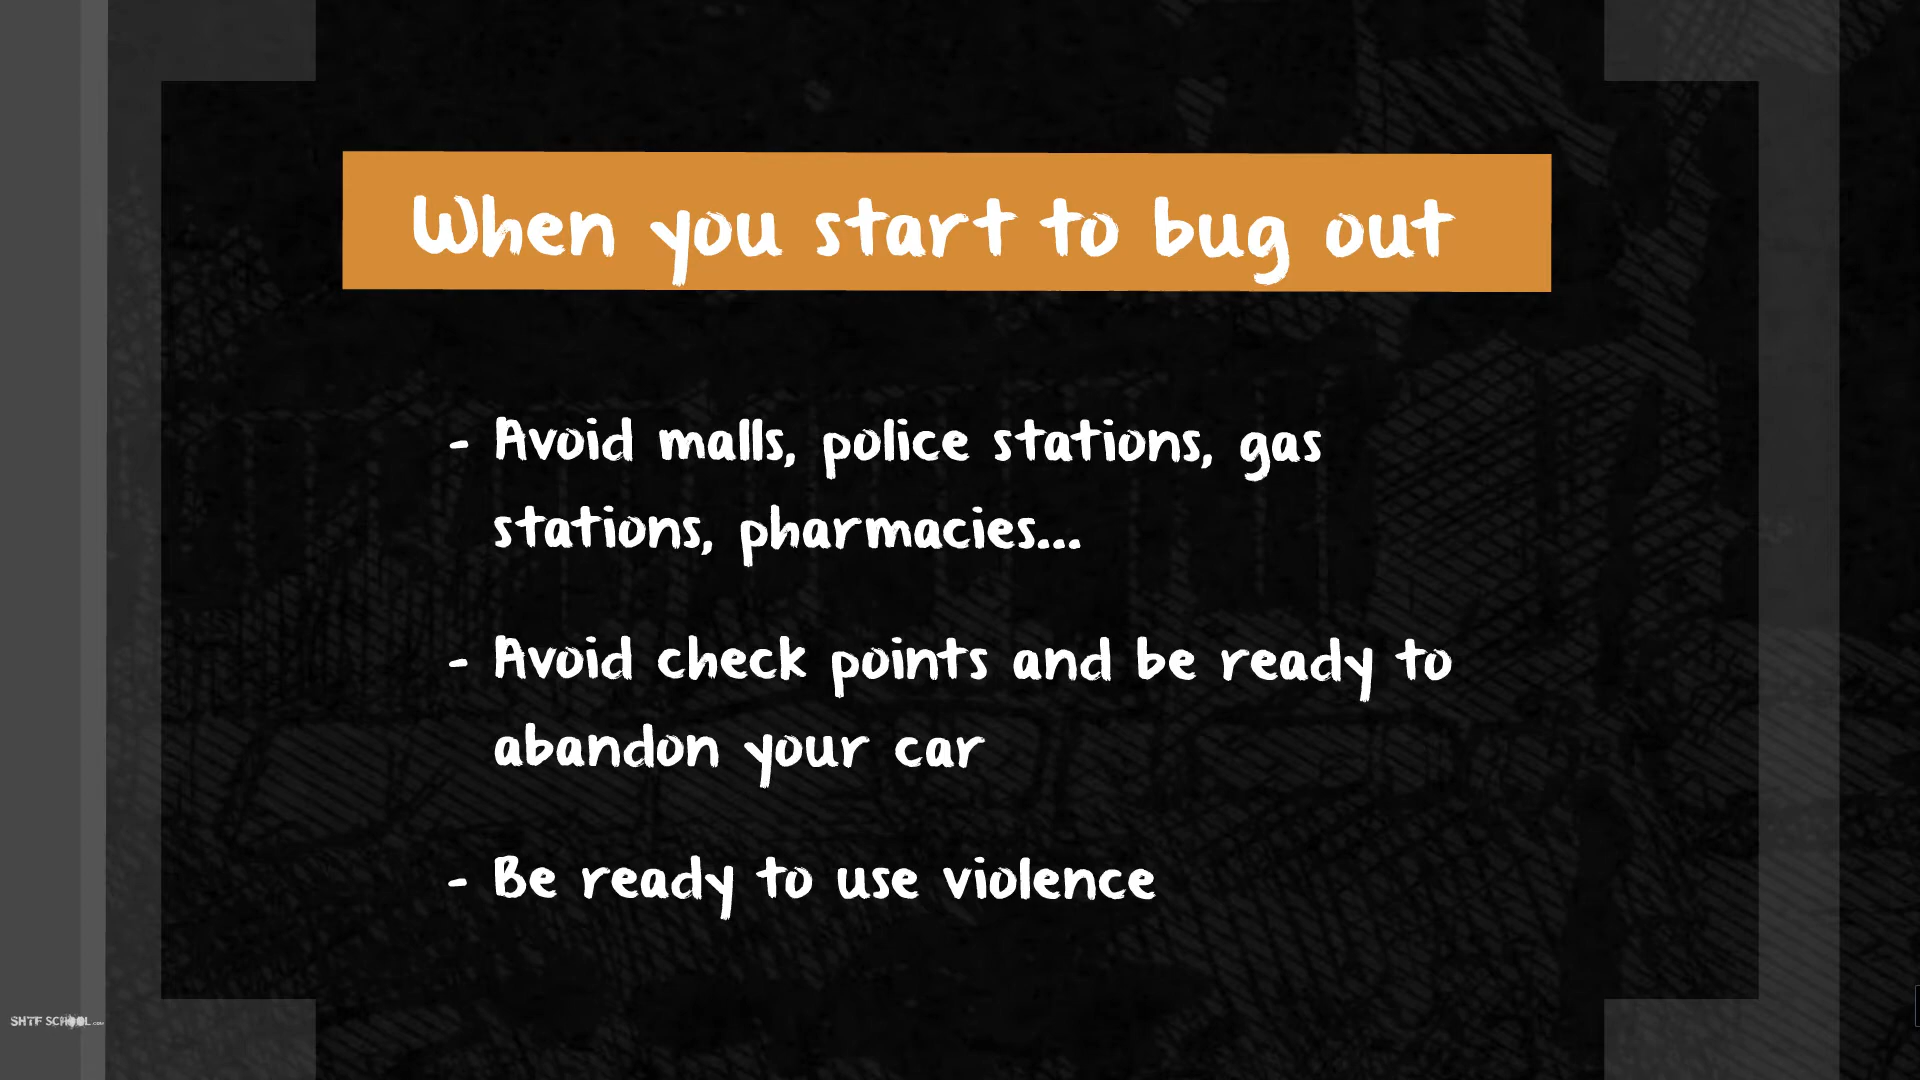 When you start to bug out
- Avoid malls, police stations, gas
stations, pharmacies...
- Avoid check points and be ready to
abandon your car
- Be ready to use violence
SHTF SCHOOL.COM